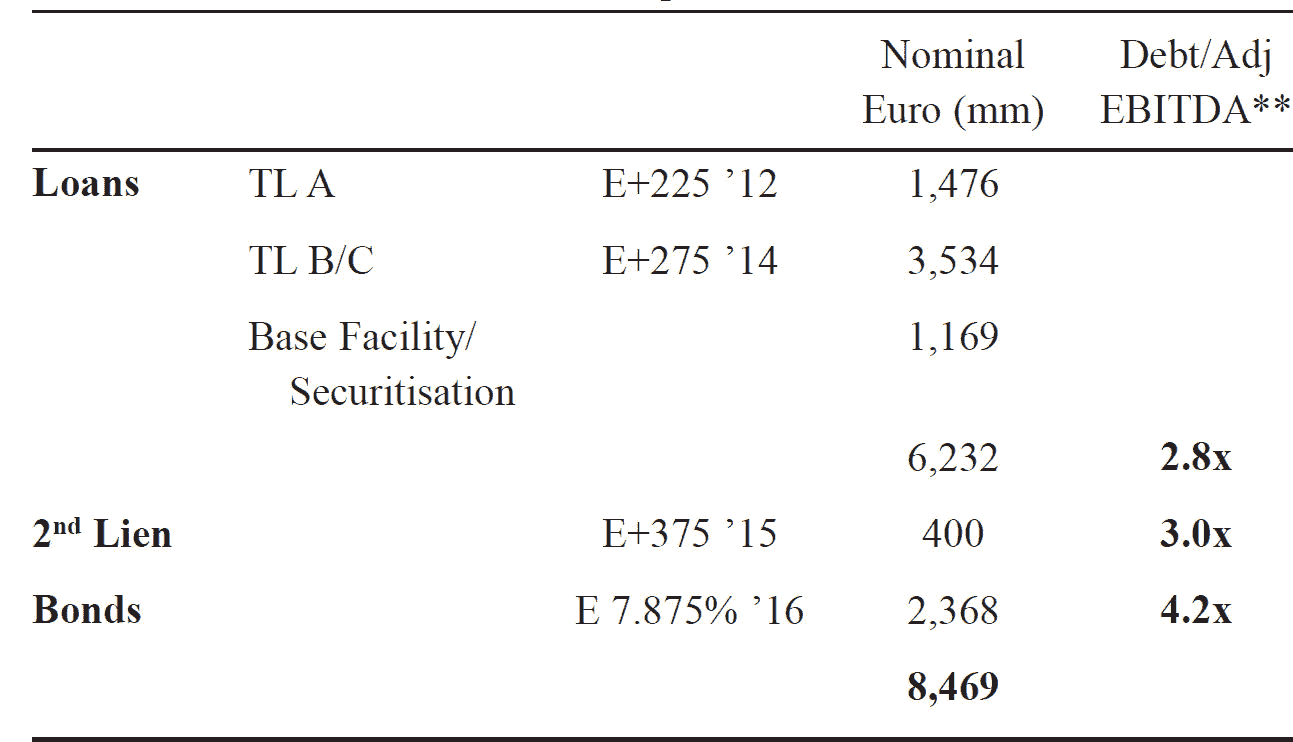 Nominal Debt/Adj
Euro (mm) EBITDA**
Loans TL A E+225 ’12 1,476
TL B/C E+275 ’14 3,534
Base Facility/ 1,169
Securitisation
6,232 2.8x
2nd Lien E+375 ’15 400 3.0x
Bonds E 7.875% ’16 2,368 4.2x
8,469